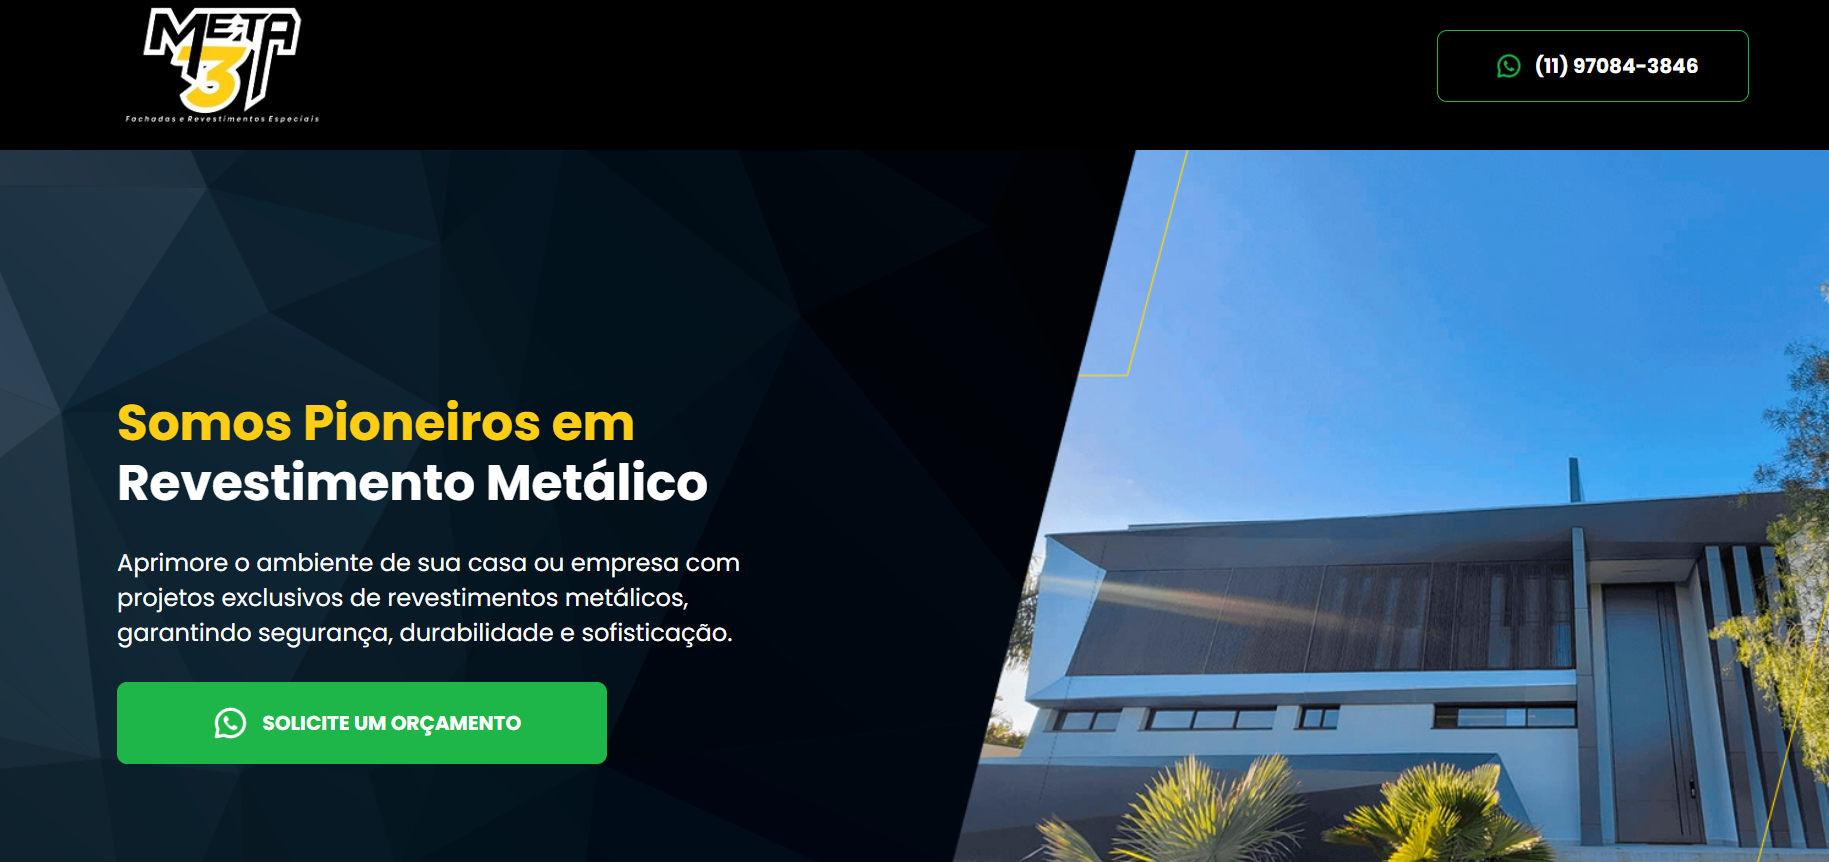 META
3
Fachadas e Revestimentos Especiais
(11) 97084-3846
Somos Pioneiros em
Revestimento Metálico
Aprimore o ambiente de sua casa ou empresa com
projetos exclusivos de revestimentos metálicos,
garantindo segurança, durabilidade e sofisticação.
SOLICITE UM ORÇAMENTO